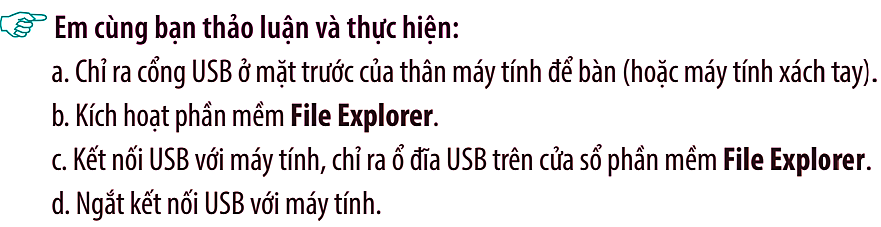 Em cùng bạn thảo luận và thực hiện:
a. Chỉ ra cổng USB ở mặt trước của thân máy tính để bàn (hoặc máy tính xách tay).
b. Kích hoạt phần mềm File Explorer.
c. Kết nối USB với máy tính, chỉ ra ổ đĩa USB trên cửa sổ phần mềm File Explorer.
d. Ngắt kết nối USB với máy tính.